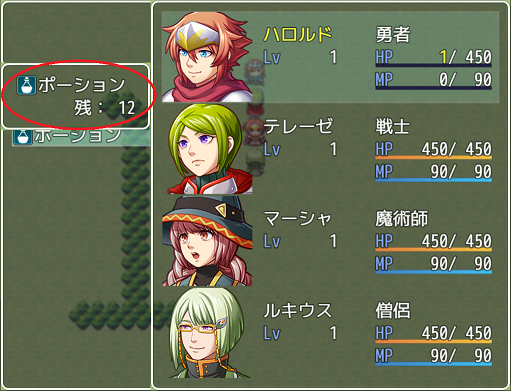 ポーション
残： 12
ポーション
ハロルド 勇者
Lv 1 HP 1/ 450
MP 0/ 90
テレーゼ 戦士
Lv 1 HP 450/ 450
MP 90/ 90
マーシャ 魔術師
Lv 1 HP 450/ 450
MP 90/ 90
ルキウス 僧侶
Lv 1 HP 450/ 450
MP 90/ 90